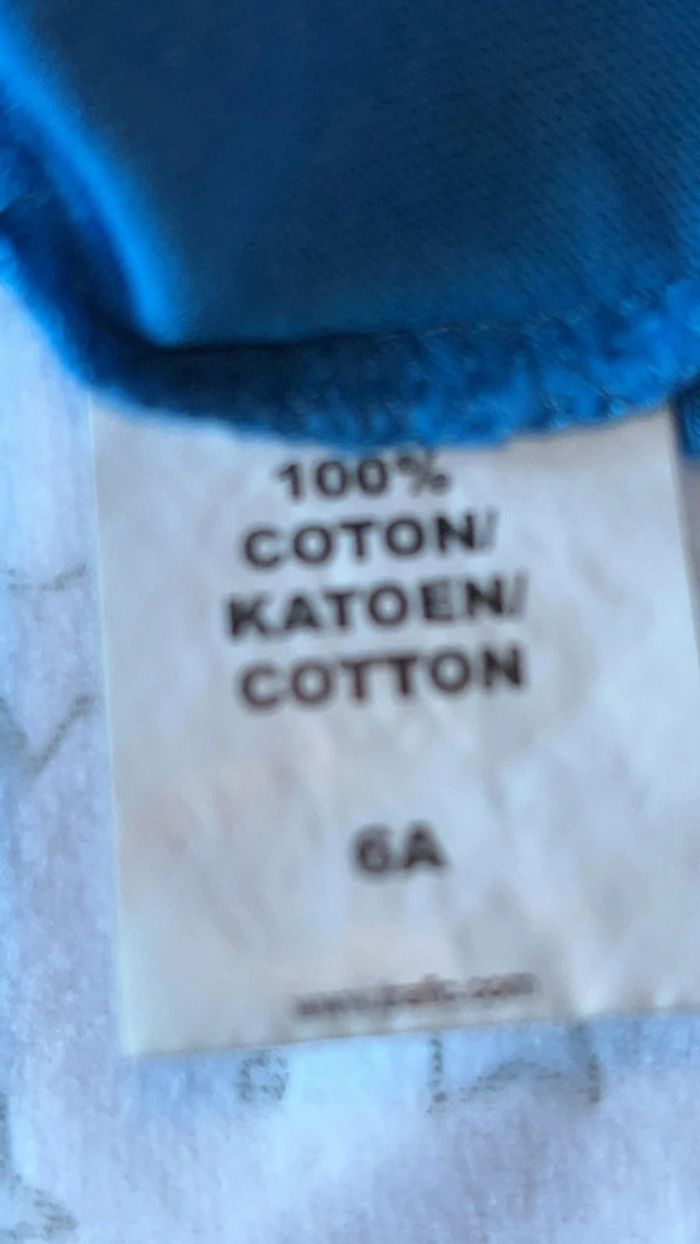 100%
COTON/
KATOEN/
COTTON
6A